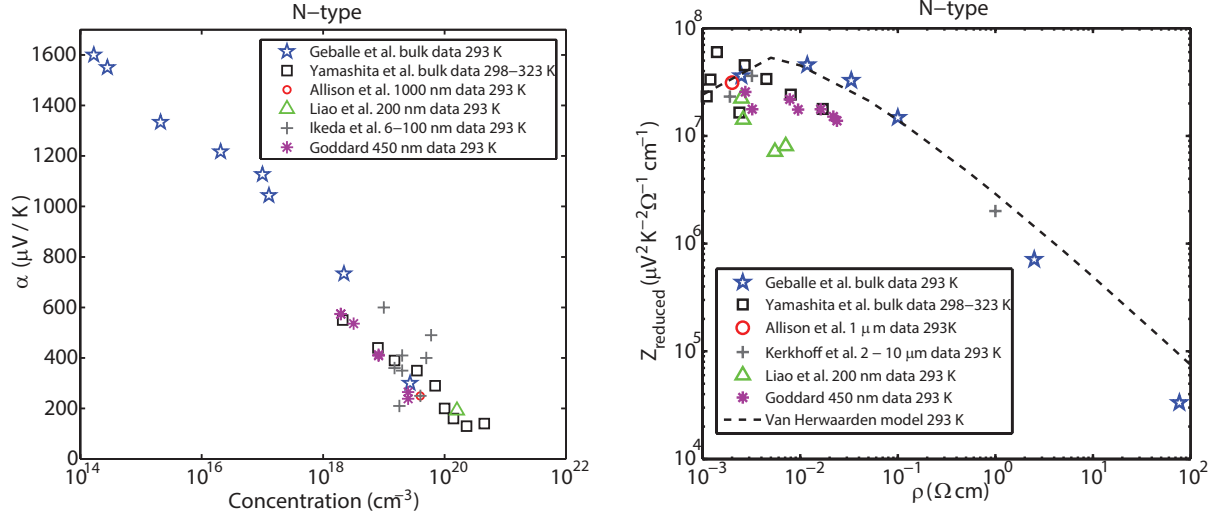 N−type
1600
1400
1200
1000
800
600
400
200
0
α (μV / K)
10^14
10^16
10^18
10^20
10^22
Concentration (cm^−3)
Geballe et al. bulk data 293 K
Yamashita et al. bulk data 298−323 K
Allison et al. 1000 nm data 293 K
Liao et al. 200 nm data 293 K
Ikeda et al. 6−100 nm data 293 K
Goddard 450 nm data 293 K
N−type
10^8
10^7
10^6
10^5
10^4
Z_reduced (μV^2K^−2Ω^−1 cm^−1)
10^−3
10^−2
10^−1
10^0
10^1
10^2
ρ (Ω cm)
Geballe et al. bulk data 293 K
Yamashita et al. bulk data 298−323 K
Allison et al. 1 μm data 293K
Kerkhoff et al. 2 − 10 μm data 293 K
Liao et al. 200 nm data 293 K
Goddard 450 nm data 293 K
Van Herwaarden model 293 K